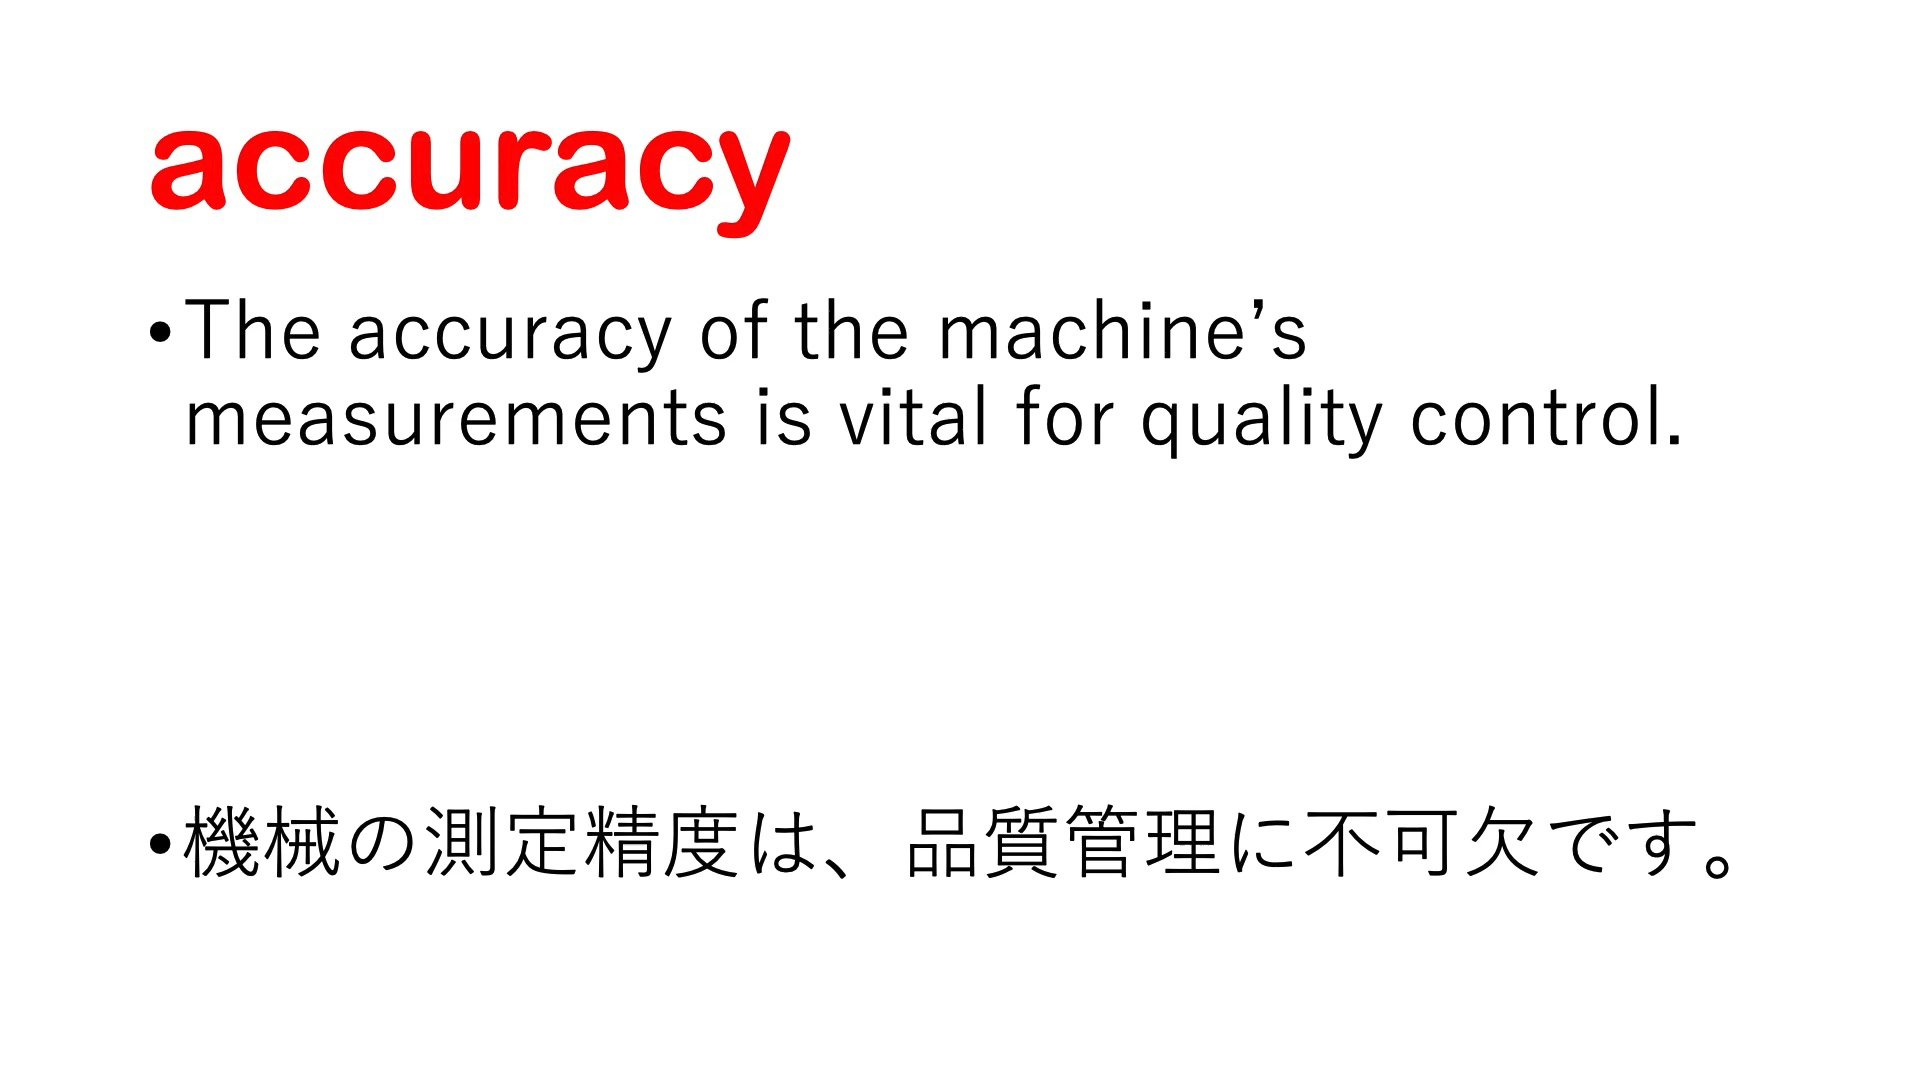 accuracy
•The accuracy of the machine’s
measurements is vital for quality control.
•機械の測定精度は、品質管理に不可欠です。